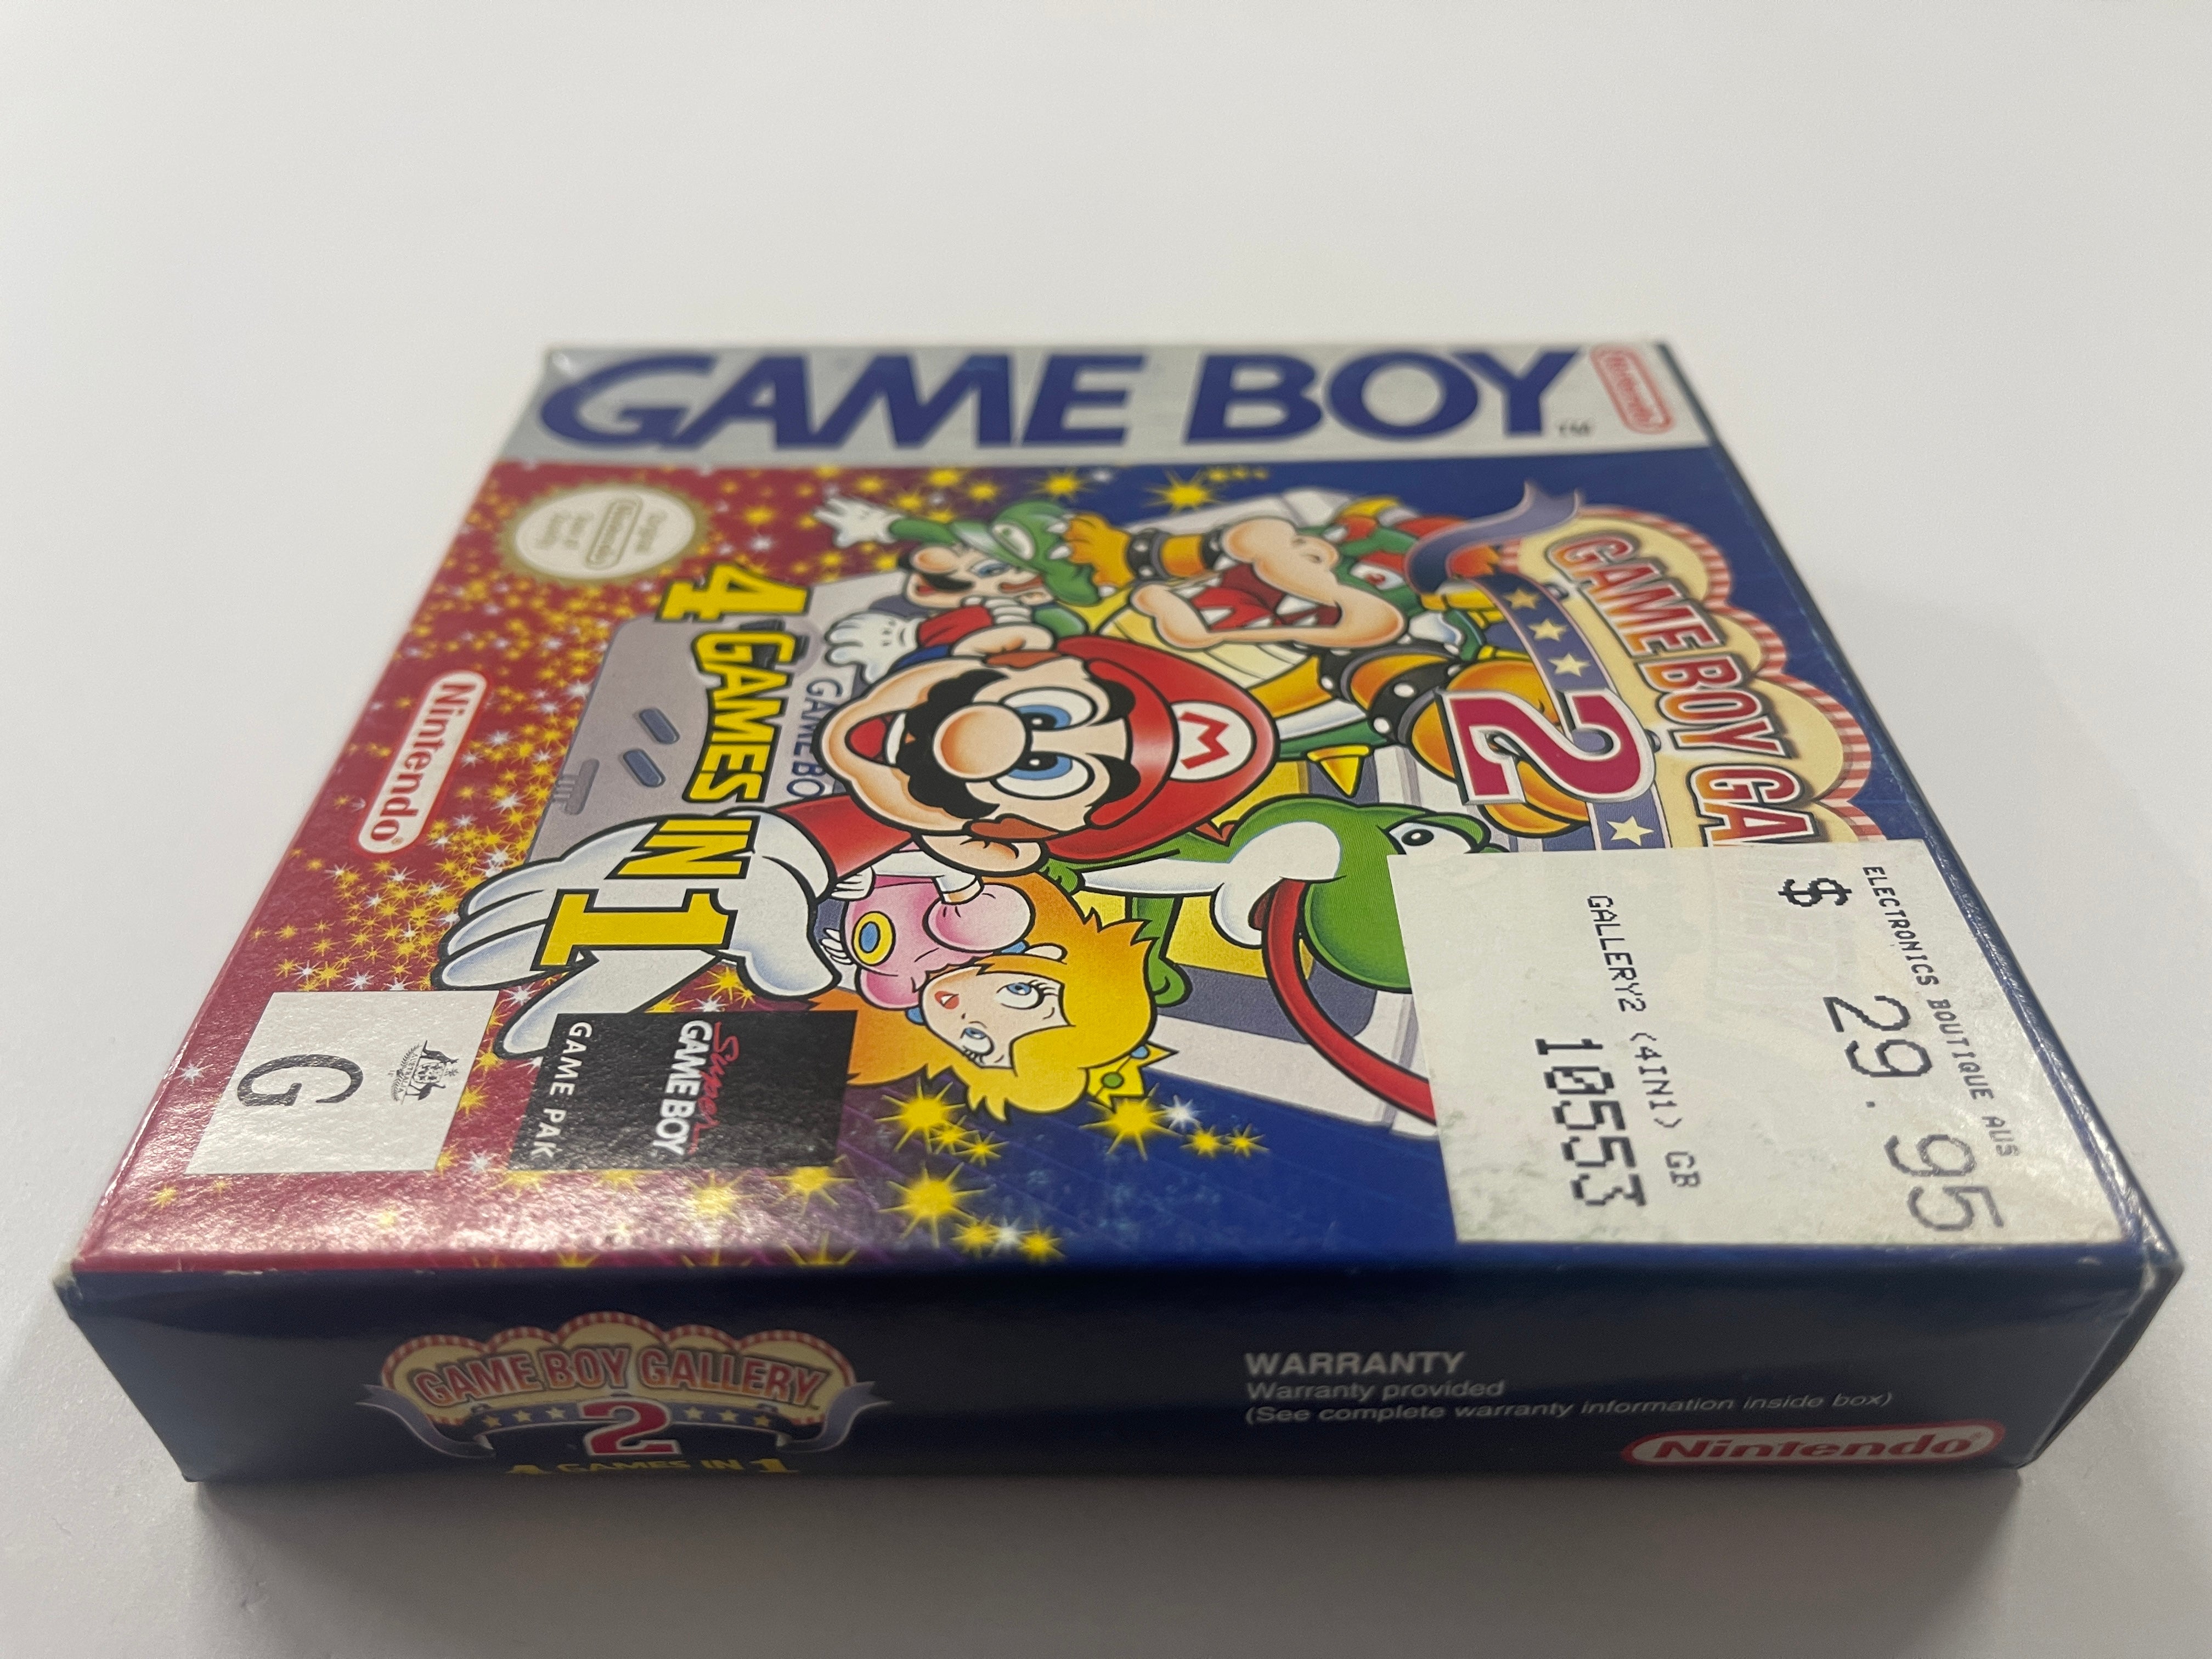 GAME BOY
TM
Nintendo
GAME BOY GA
2
Original
Nintendo
Seal of
Quality
4 GAMES IN 1
GAME BO
M
Nintendo
AUSTRALIA
G
Super
GAME BOY
GAME PAK
ELECTRONICS BOUTIQUE AUS
$ 29.95
GALLERY2 (4IN1) GB
10553
GAME BOY GALLERY
2
4 GAMES IN 1
WARRANTY
Warranty provided
(See complete warranty information inside box)
Nintendo